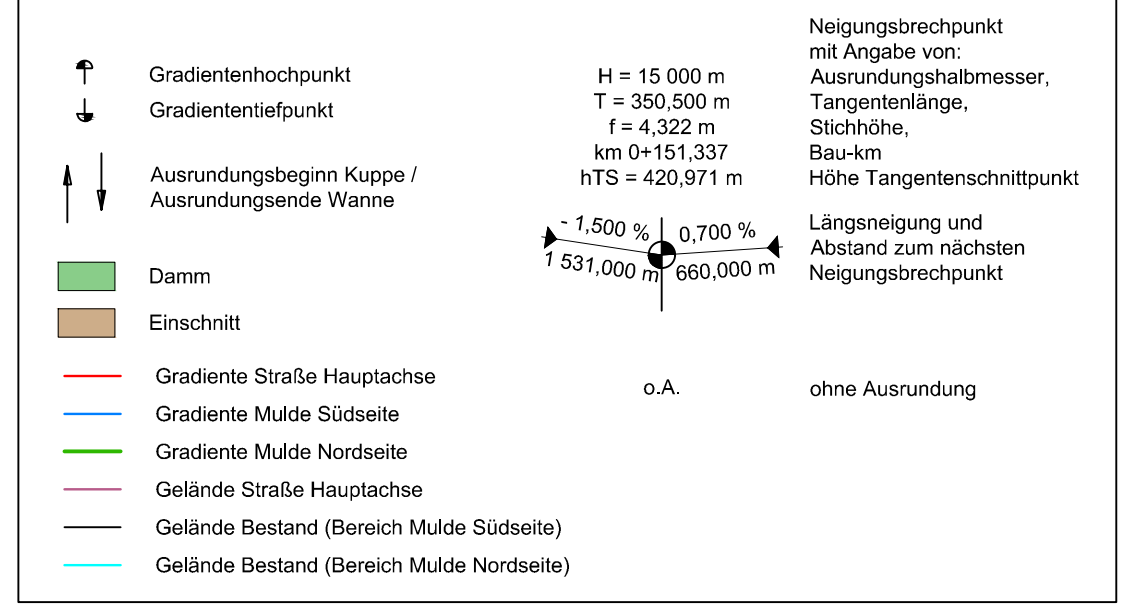 Gradientenhochpunkt
Gradiententiefpunkt
Ausrundungsbeginn Kuppe /
Ausrundungsende Wanne
Damm
Einschnitt
Gradiente Straße Hauptachse
Gradiente Mulde Südseite
Gradiente Mulde Nordseite
Gelände Straße Hauptachse
Gelände Bestand (Bereich Mulde Südseite)
Gelände Bestand (Bereich Mulde Nordseite)
H = 15 000 m
T = 350,500 m
f = 4,322 m
km 0+151,337
hTS = 420,971 m
Neigungsbrechpunkt
mit Angabe von:
Ausrundungshalbmesser,
Tangentenlänge,
Stichhöhe,
Bau-km
Höhe Tangentenschnittpunkt
- 1,500 % 0,700 %
1 531,000 m 660,000 m
Längsneigung und
Abstand zum nächsten
Neigungsbrechpunkt
o.A. ohne Ausrundung